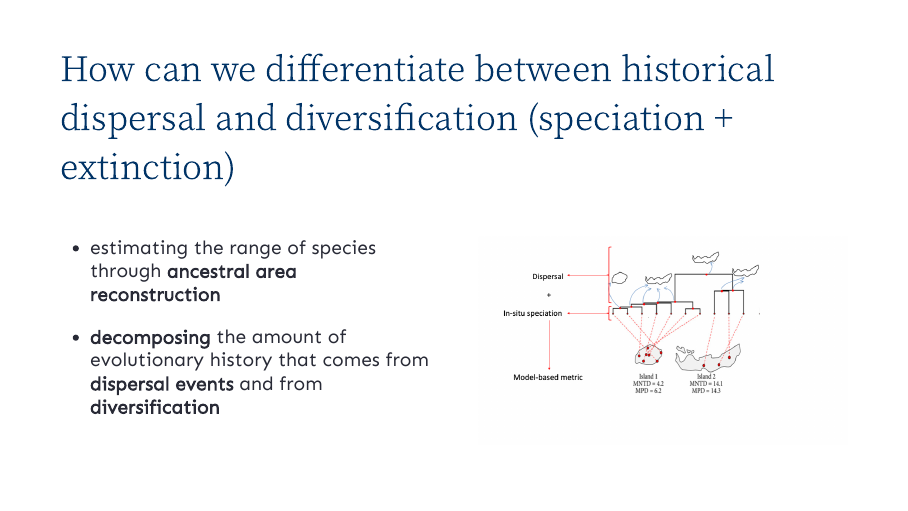 How can we differentiate between historical
dispersal and diversification (speciation +
extinction)
• estimating the range of species
through ancestral area
reconstruction
• decomposing the amount of
evolutionary history that comes from
dispersal events and from
diversification
Dispersal
+
In-situ speciation
Model-based metric
Island 1
MNTD = 4.2
MPD = 6.2
Island 2
MNTD = 14.1
MPD = 14.3